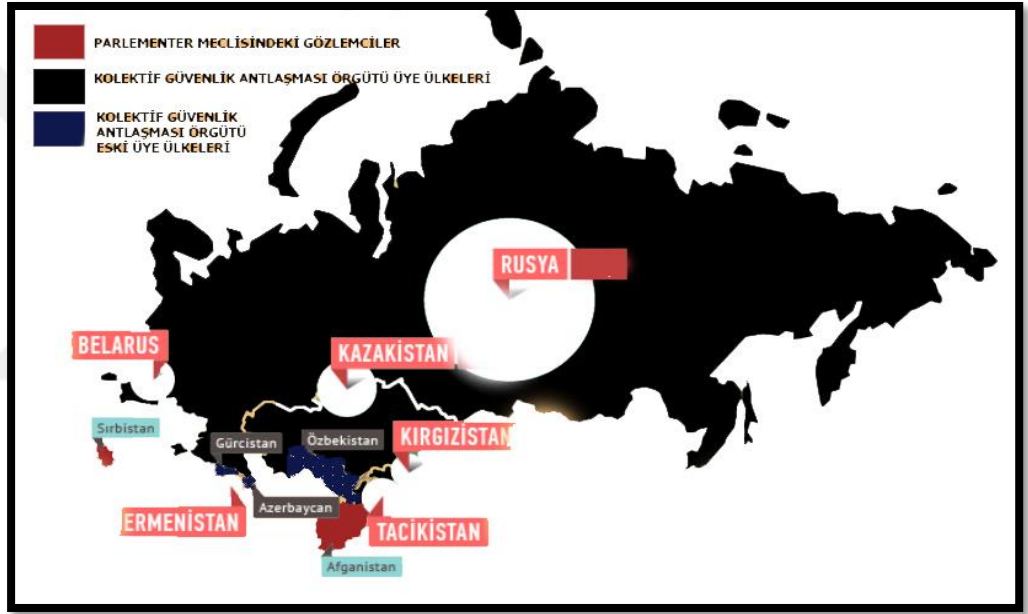 PARLEMENTER MECLİSİNDEKİ GÖZLEMCİLER
KOLEKTİF GÜVENLİK ANTLAŞMASI ÖRGÜTÜ ÜYE ÜLKELERİ
KOLEKTİF GÜVENLİK
ANTLAŞMASI ÖRGÜTÜ
ESKİ ÜYE ÜLKELERİ
RUSYA
BELARUS
KAZAKİSTAN
Sırbistan
Gürcistan
Özbekistan
KIRGIZİSTAN
Azerbaycan
ERMENİSTAN
TACİKİSTAN
Afganistan